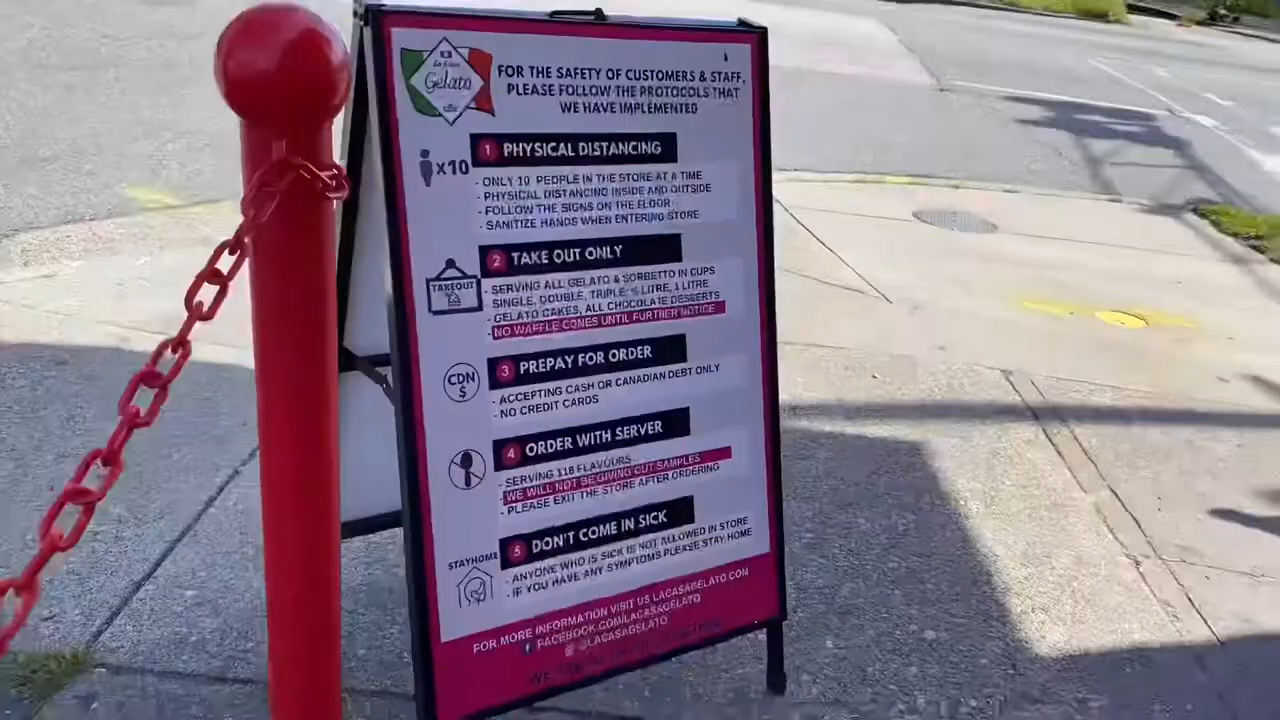 La Casa
Gelato
FOR THE SAFETY OF CUSTOMERS & STAFF,
PLEASE FOLLOW THE PROTOCOLS THAT
WE HAVE IMPLEMENTED
x10
1 PHYSICAL DISTANCING
- ONLY 10 PEOPLE IN THE STORE AT A TIME
- PHYSICAL DISTANCING INSIDE AND OUTSIDE
- FOLLOW THE SIGNS ON THE FLOOR
- SANITIZE HANDS WHEN ENTERING STORE
TAKEOUT
2 TAKE OUT ONLY
- SERVING ALL GELATO & SORBETTO IN CUPS
SINGLE, DOUBLE, TRIPLE, ½ LITRE, 1 LITRE
- GELATO CAKES, ALL CHOCOLATE DESSERTS
- NO WAFFLE CONES UNTIL FURTHER NOTICE
CDN
$
3 PREPAY FOR ORDER
- ACCEPTING CASH OR CANADIAN DEBT ONLY
- NO CREDIT CARDS
4 ORDER WITH SERVER
- SERVING 118 FLAVOURS
- WE WILL NOT BE GIVING OUT SAMPLES
- PLEASE EXIT THE STORE AFTER ORDERING
STAYHOME
5 DON'T COME IN SICK
- ANYONE WHO IS SICK IS NOT ALLOWED IN STORE
- IF YOU HAVE ANY SYMPTOMS PLEASE STAY HOME
FOR MORE INFORMATION VISIT US LACASAGELATO.COM
FACEBOOK.COM/LACASAGELATO
@LACASAGELATO
WE